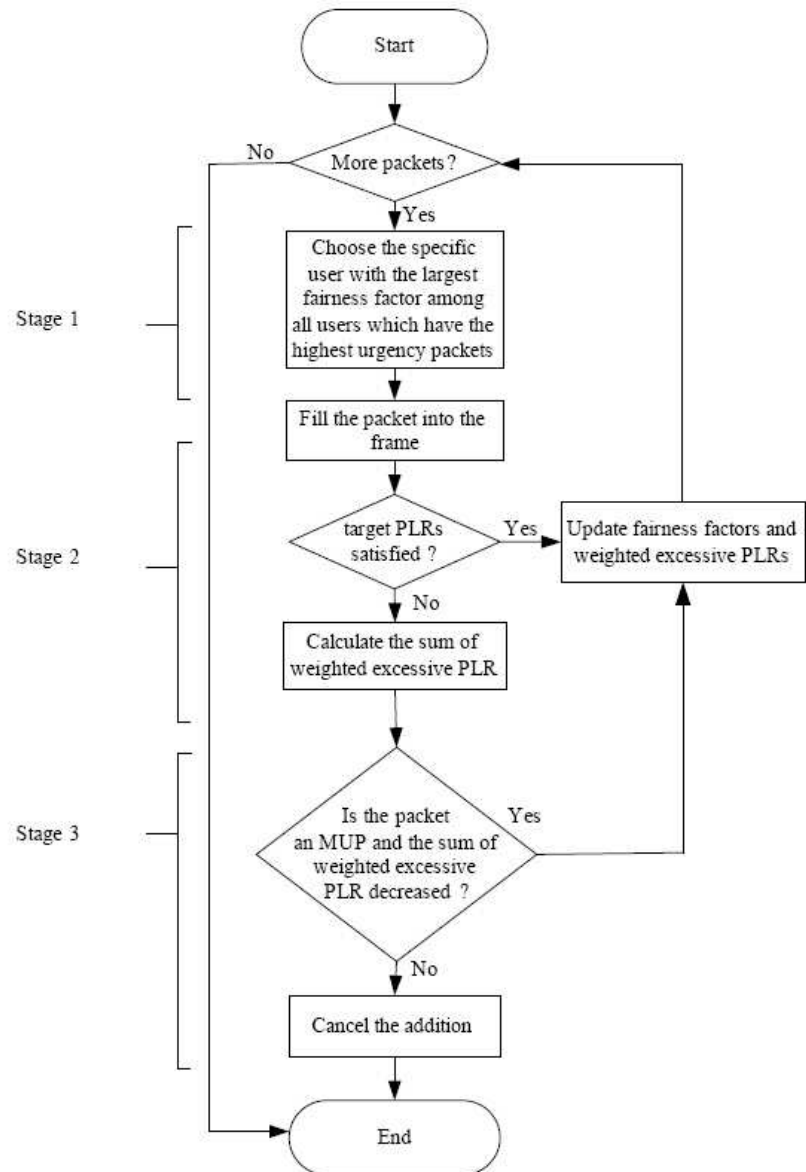 Start
No
More packets ?
Yes
Stage 1
Choose the specific
user with the largest
fairness factor among
all users which have the
highest urgency packets
Fill the packet into the
frame
Stage 2
target PLRs
satisfied ?
Yes
Update fairness factors and
weighted excessive PLRs
No
Calculate the sum of
weighted excessive PLR
Stage 3
Is the packet
an MUP and the sum of
weighted excessive
PLR decreased ?
Yes
No
Cancel the addition
End